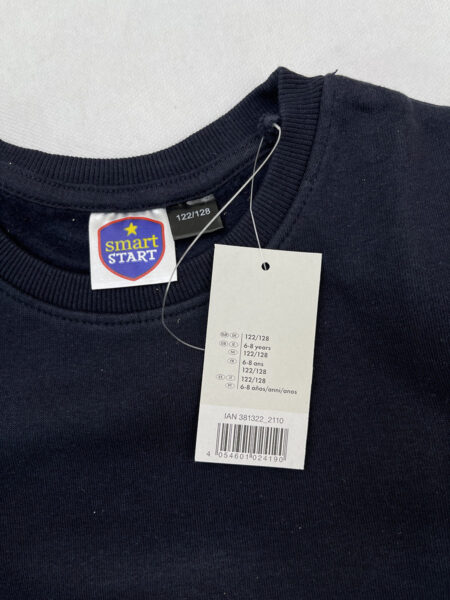 smart
START
122/128
122/128
6-8 years
122/128
6-8 ans
122/128
122/128
6-8 años/anni/anos
IAN 381322_2110
4 054601 024190